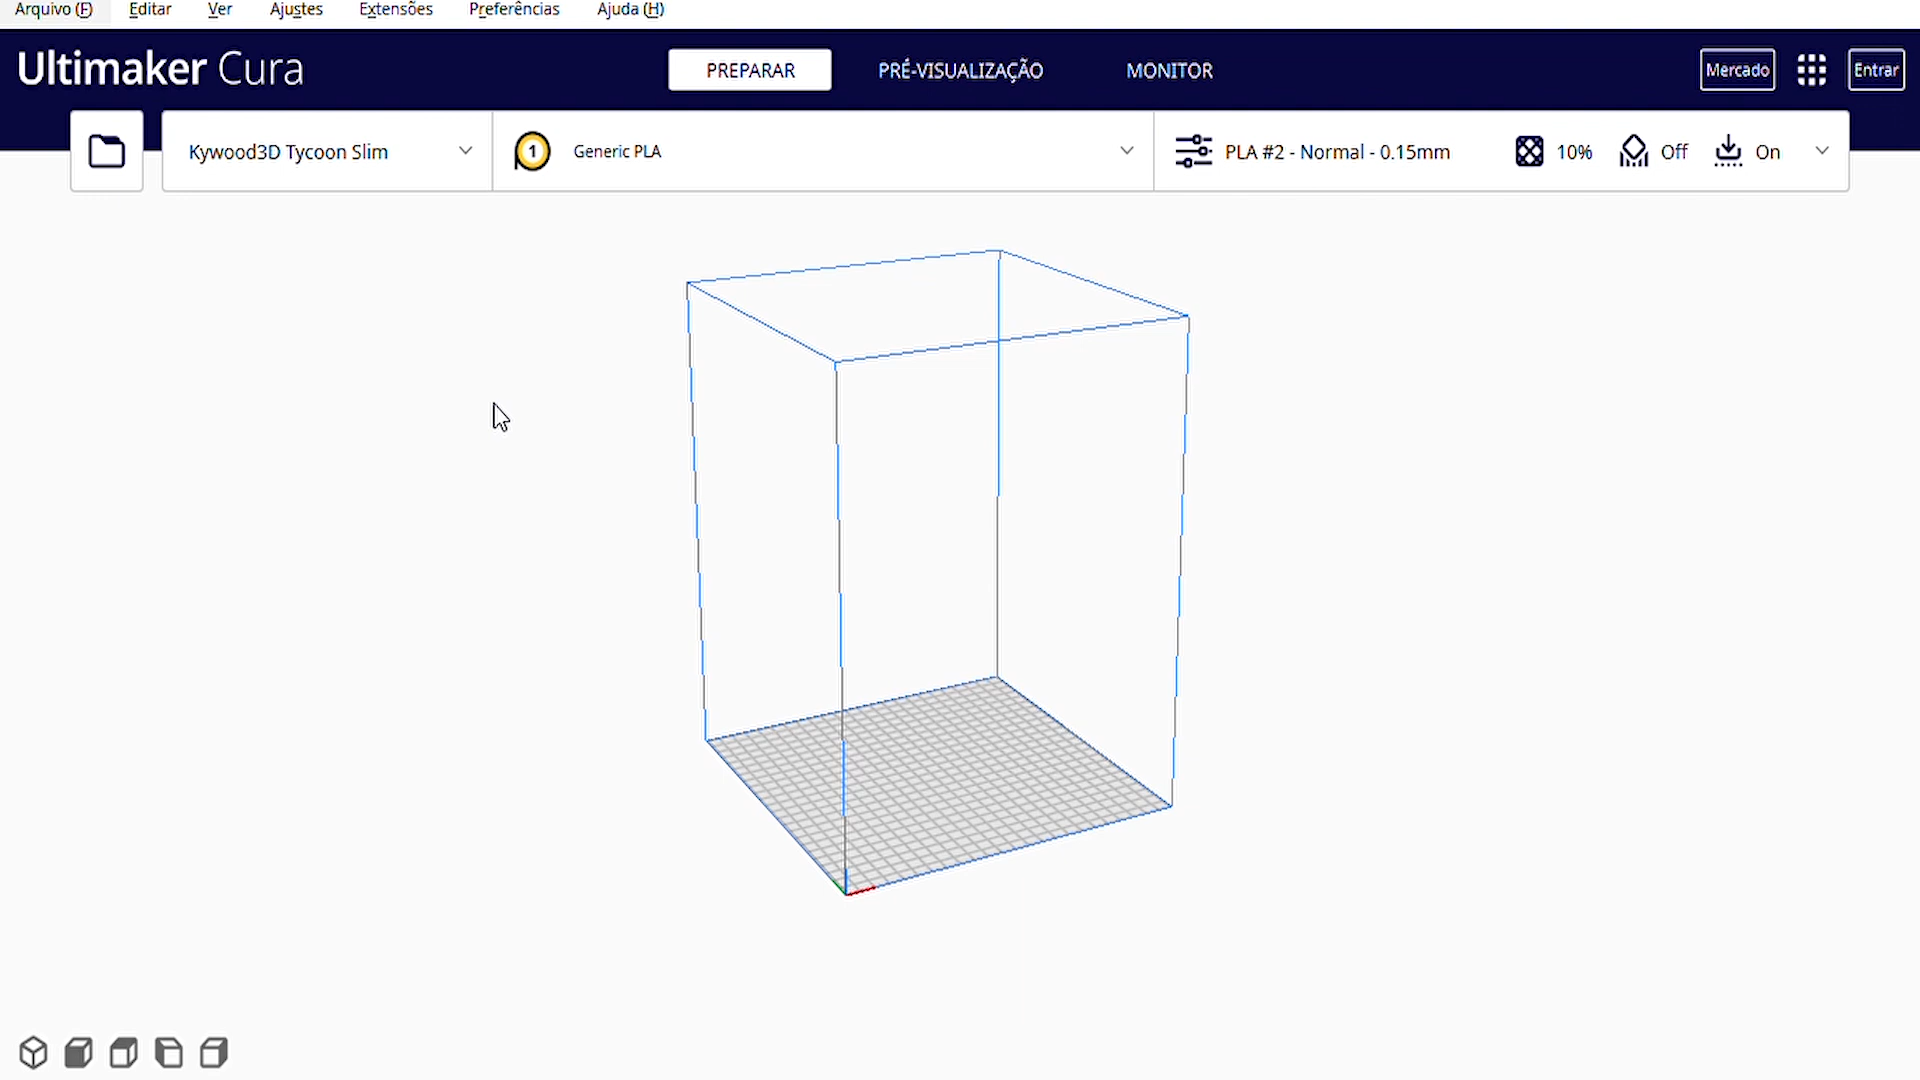 Arquivo (F) Editar Ver Ajustes Extensões Preferências Ajuda (H)
Ultimaker Cura PREPARAR PRÉ-VISUALIZAÇÃO MONITOR Mercado Entrar
Kywood3D Tycoon Slim 1 Generic PLA PLA #2 - Normal - 0.15mm 10% Off On